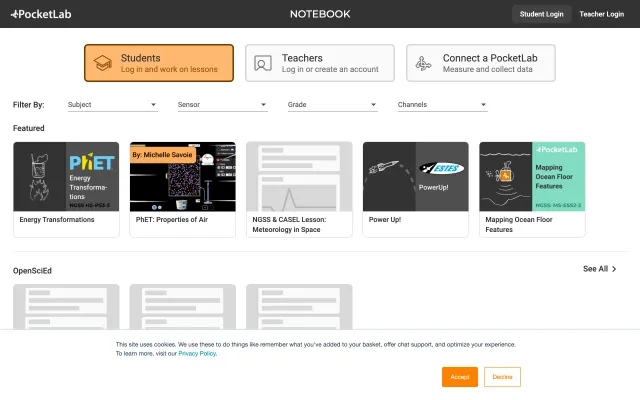 PocketLab
NOTEBOOK
Student Login
Teacher Login
Students
Log in and work on lessons
Teachers
Log in or create an account
Connect a PocketLab
Measure and collect data
Filter By:
Subject
Sensor
Grade
Channels
Featured
PhET
Energy
Transforma-
tions
NGSS HS-PS3-3
Energy Transformations
By: Michelle Savoie
PhET: Properties of Air
NGSS & CASEL Lesson:
Meteorology in Space
ESTES
PowerUp!
Power Up!
PocketLab
Mapping
Ocean Floor
Features
NGSS: MS-ESS2-2
Mapping Ocean Floor
Features
OpenSciEd
See All
This site uses cookies. We use these to do things like remember what you've added to your basket, offer chat support, and optimize your experience.
To learn more, visit our Privacy Policy.
Accept
Decline